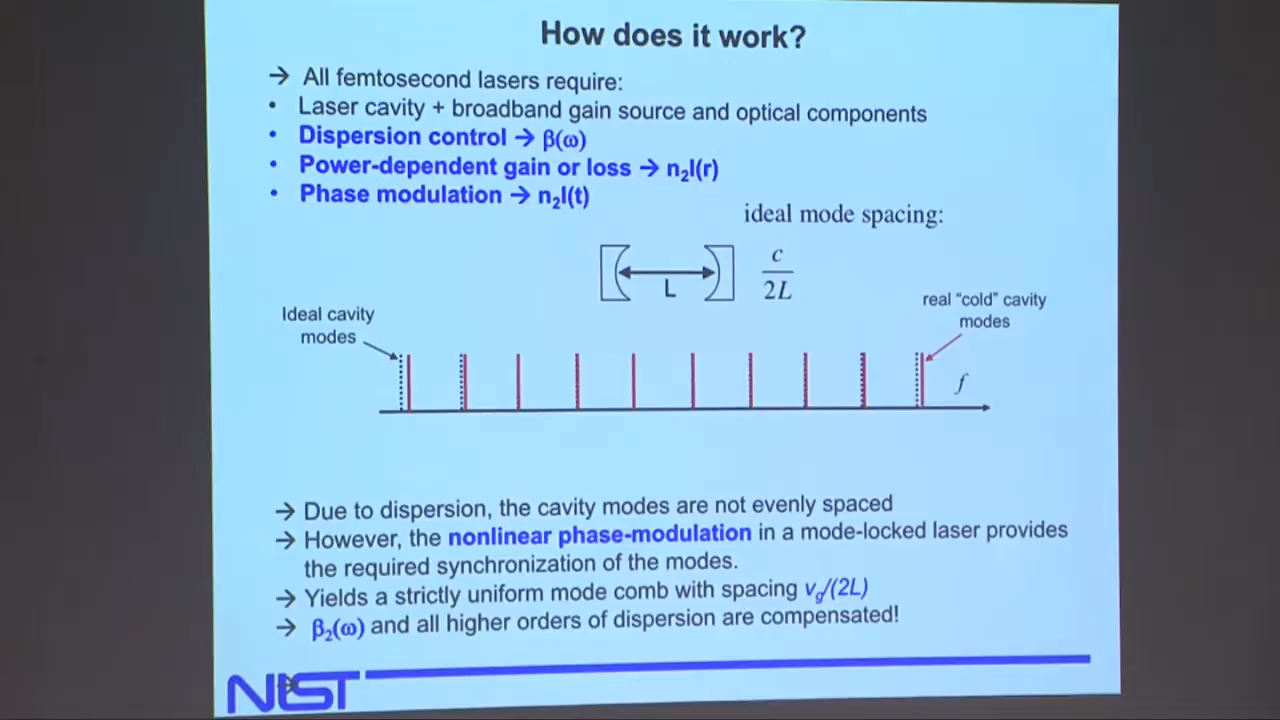 How does it work?
→ All femtosecond lasers require:
• Laser cavity + broadband gain source and optical components
• Dispersion control → β(ω)
• Power-dependent gain or loss → n₂I(r)
• Phase modulation → n₂I(t)
ideal mode spacing:
L
c
2L
Ideal cavity
modes
real “cold” cavity
modes
f
→ Due to dispersion, the cavity modes are not evenly spaced
→ However, the nonlinear phase-modulation in a mode-locked laser provides
the required synchronization of the modes.
→ Yields a strictly uniform mode comb with spacing v_g/(2L)
→ β₂(ω) and all higher orders of dispersion are compensated!
NIST